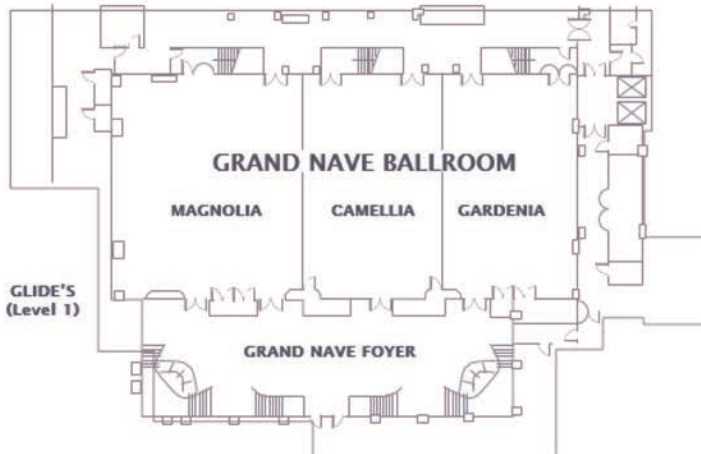 GRAND NAVE BALLROOM
MAGNOLIA
CAMELLIA
GARDENIA
GLIDE'S
(Level 1)
GRAND NAVE FOYER